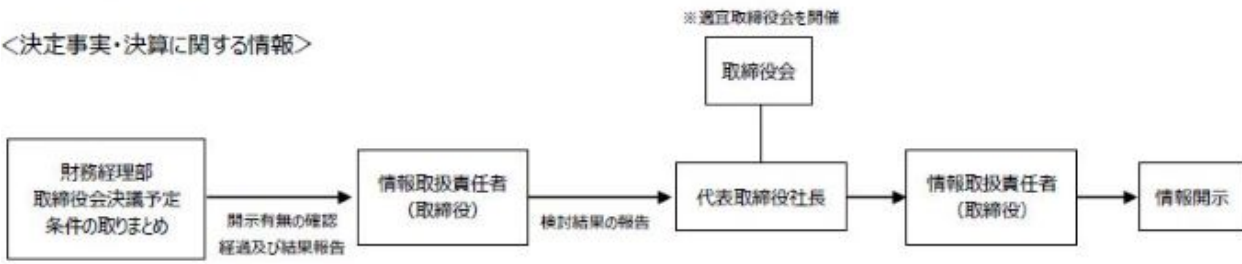 ※適宜取締役会を開催
<決定事実・決算に関する情報>
取締役会
財務経理部
取締役会決議予定
条件の取りまとめ
開示有無の確認
経過及び結果報告
情報取扱責任者
(取締役)
検討結果の報告
代表取締役社長
情報取扱責任者
(取締役)
情報開示